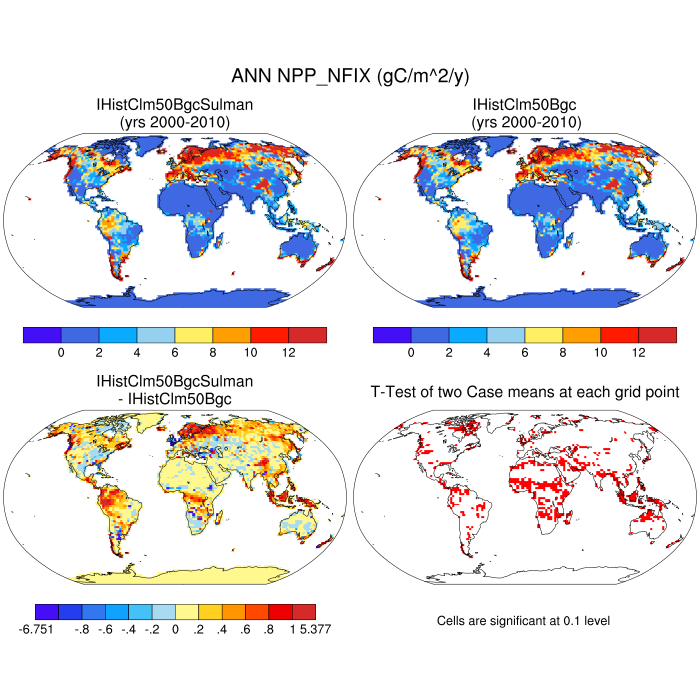 ANN NPP_NFIX (gC/m^2/y)
IHistClm50BgcSulman
(yrs 2000-2010)
IHistClm50Bgc
(yrs 2000-2010)
0 2 4 6 8 10 12
0 2 4 6 8 10 12
IHistClm50BgcSulman
- IHistClm50Bgc
T-Test of two Case means at each grid point
-6.751 -.8 -.6 -.4 -.2 0 .2 .4 .6 .8 1 5.377
Cells are significant at 0.1 level